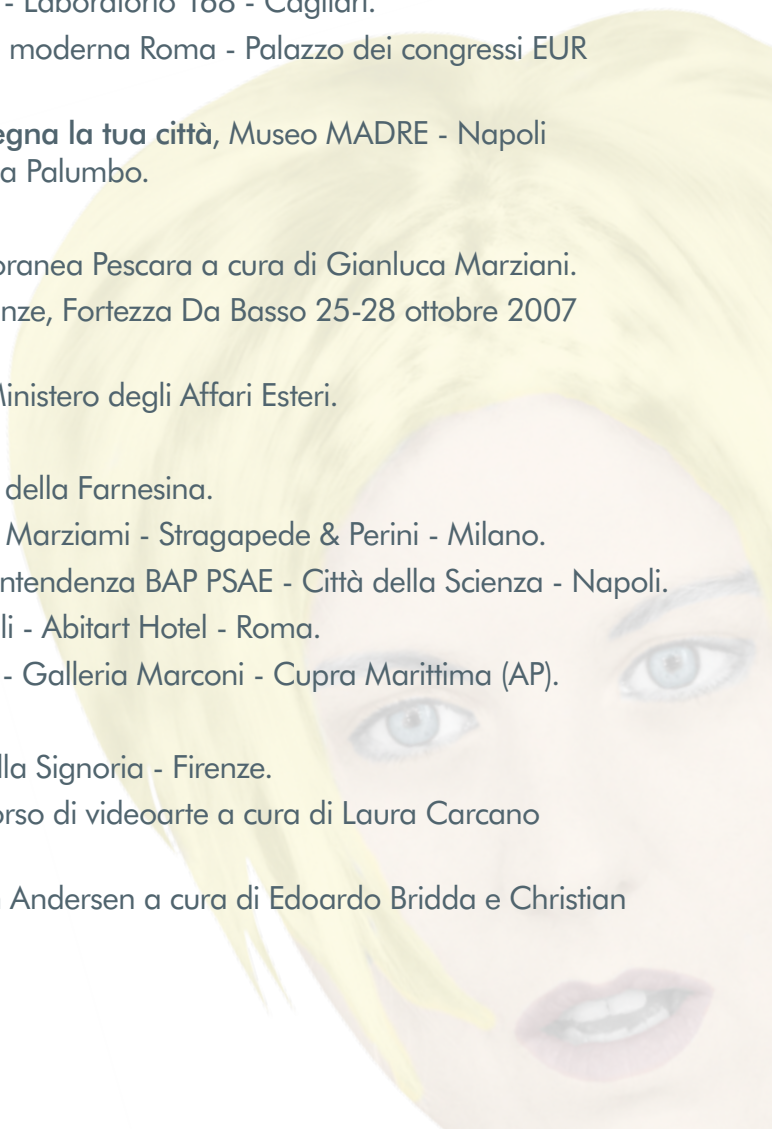 - Laboratorio 168 - Cagliari.
moderna Roma - Palazzo dei congressi EUR
egna la tua città, Museo MADRE - Napoli
a Palumbo.
oranea Pescara a cura di Gianluca Marziani.
nze, Fortezza Da Basso 25-28 ottobre 2007
Ministero degli Affari Esteri.
della Farnesina.
Marziami - Stragapede & Perini - Milano.
ntendenza BAP PSAE - Città della Scienza - Napoli.
li - Abitart Hotel - Roma.
- Galleria Marconi - Cupra Marittima (AP).
lla Signoria - Firenze.
orso di videoarte a cura di Laura Carcano
Andersen a cura di Edoardo Bridda e Christian